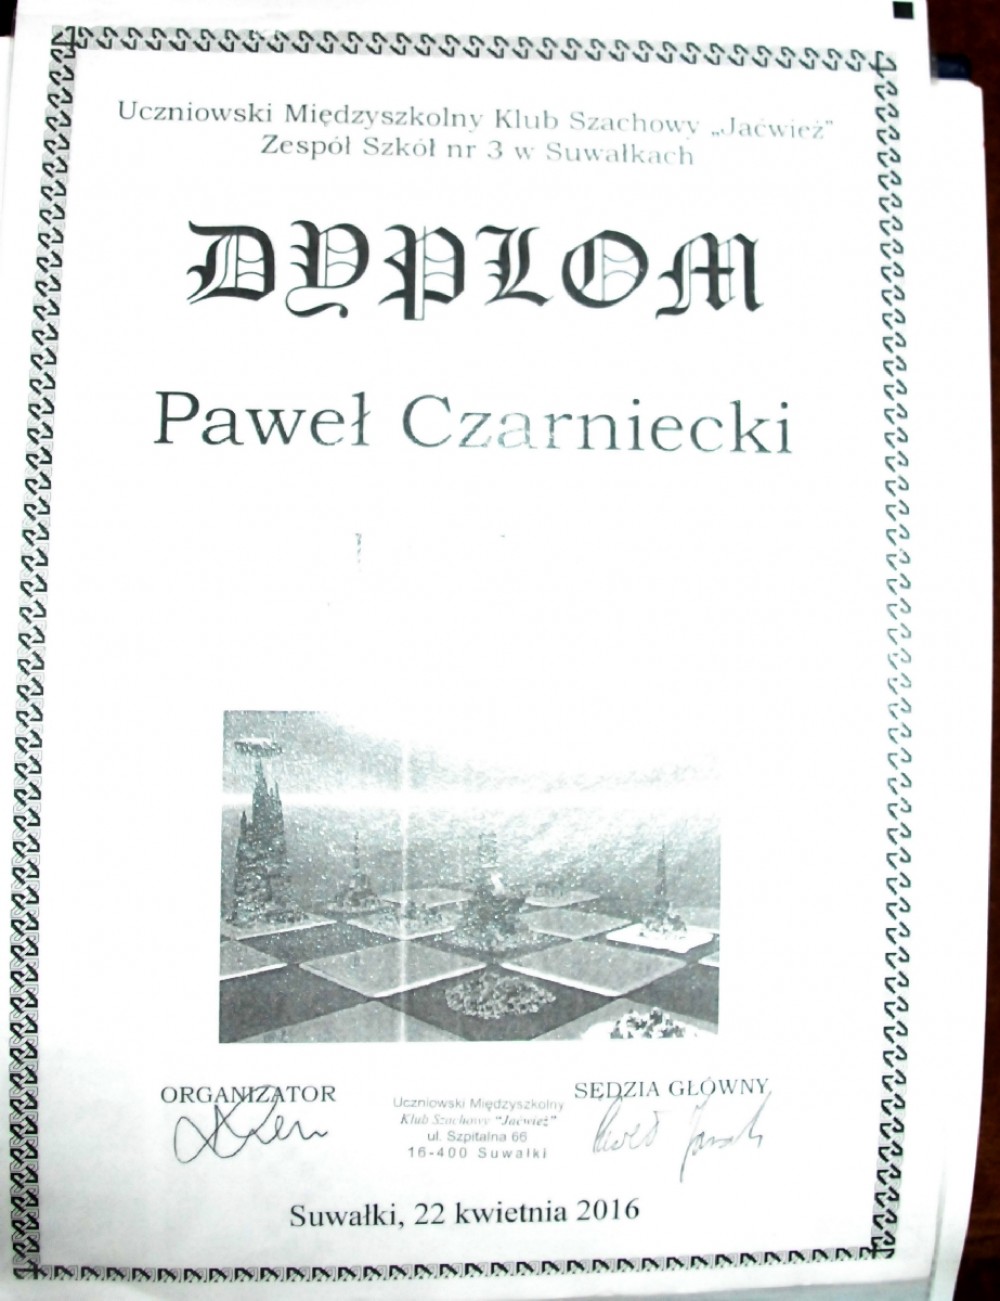 Uczniowski Międzyszkolny Klub Szachowy „Jaćwież”
Zespół Szkół nr 3 w Suwałkach
DYPLOM
Paweł Czarniecki
ORGANIZATOR
Uczniowski Międzyszkolny
Klub Szachowy "Jaćwież"
ul. Szpitalna 66
16-400 Suwałki
SĘDZIA GŁÓWNY
Suwałki, 22 kwietnia 2016